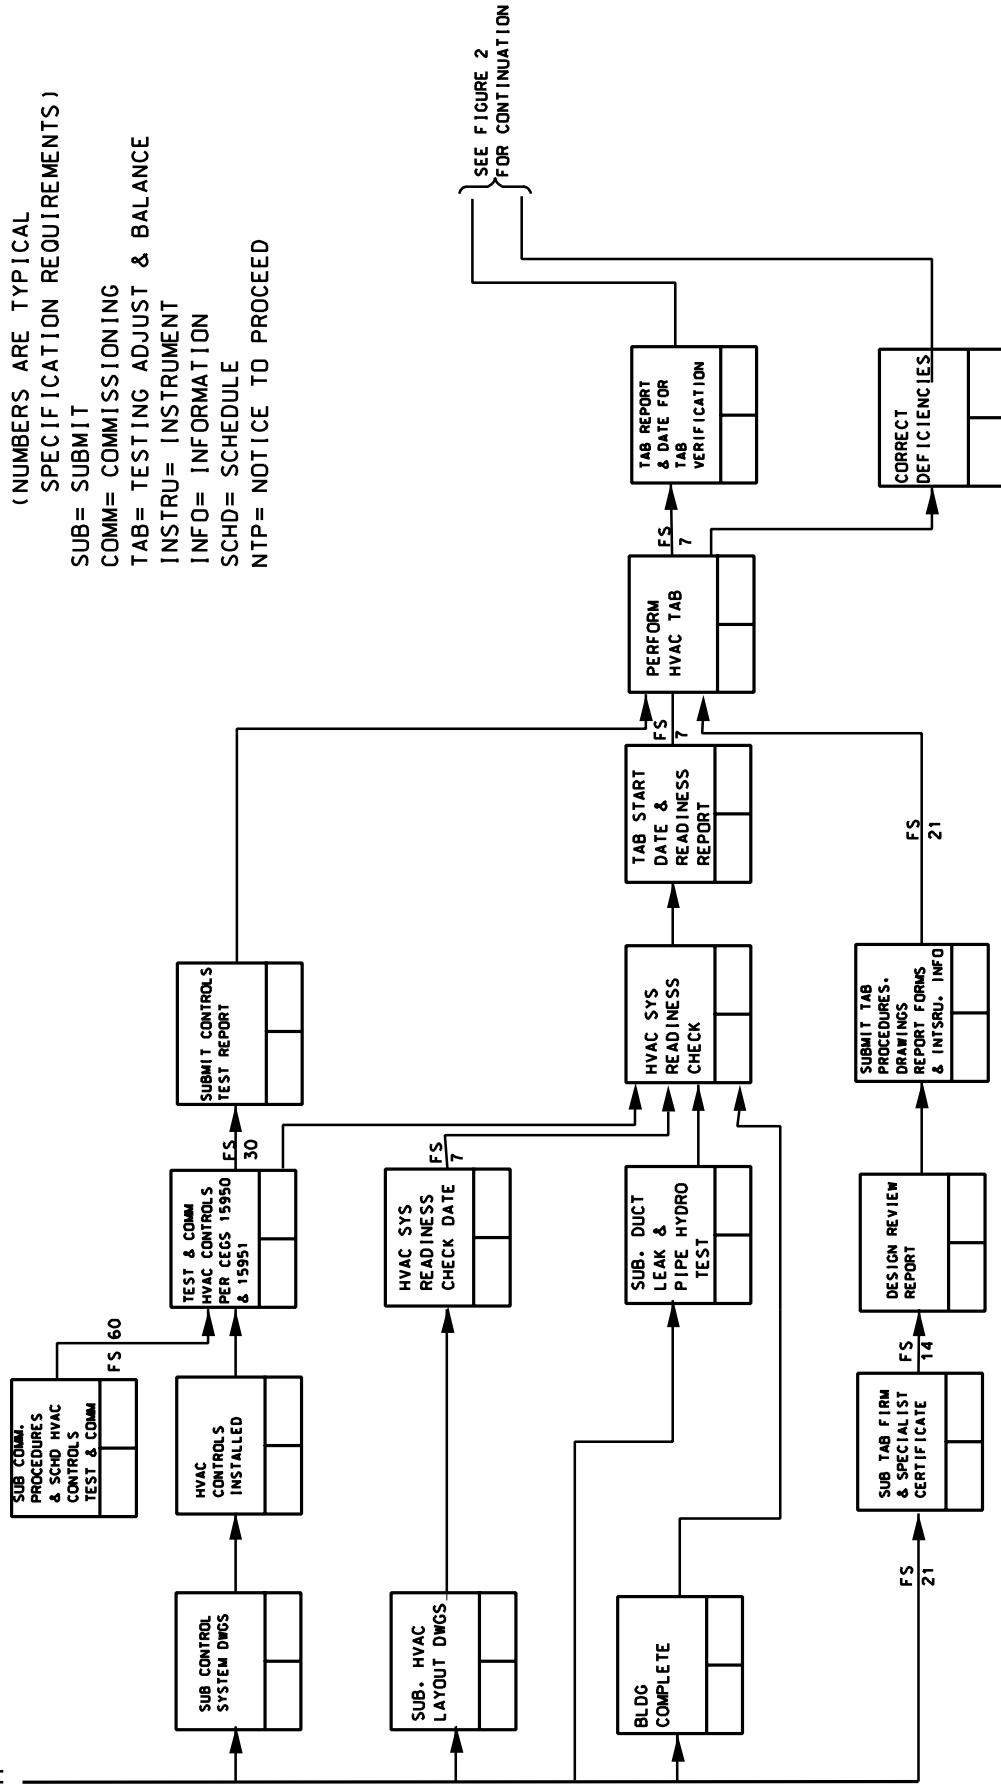 (NUMBERS ARE TYPICAL
SPECIFICATION REQUIREMENTS)
SUB= SUBMIT
COMM= COMMISSIONING
TAB= TESTING ADJUST & BALANCE
INSTRU= INSTRUMENT
INFO= INFORMATION
SCHD= SCHEDULE
NTP= NOTICE TO PROCEED
SUB COMM.
PROCEDURES
& SCHD HVAC
CONTROLS
TEST & COMM
FS 60
SUB CONTROL
SYSTEM DWGS
HVAC
CONTROLS
INSTALLED
TEST & COMM
HVAC CONTROLS
PER CEGS 15950
& 15951
FS
30
SUBMIT CONTROLS
TEST REPORT
SUB. HVAC
LAYOUT DWGS
HVAC SYS
READINESS
CHECK DATE
FS
7
BLDG
COMPLETE
SUB. DUCT
LEAK &
PIPE HYDRO
TEST
HVAC SYS
READINESS
CHECK
TAB START
DATE &
READINESS
REPORT
FS
7
PERFORM
HVAC TAB
FS
7
TAB REPORT
& DATE FOR
TAB
VERIFICATION
SEE FIGURE 2
FOR CONTINUATION
FS
21
SUB TAB FIRM
& SPECIALIST
CERTIFICATE
FS
14
DESIGN REVIEW
REPORT
SUBMIT TAB
PROCEDURES.
DRAWINGS
REPORT FORMS
& INTSRU. INFO
FS
21
CORRECT
DEFICIENCIES